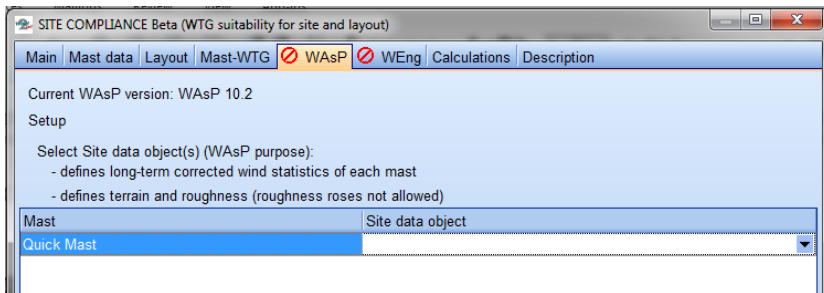 SITE COMPLIANCE Beta (WTG suitability for site and layout)
Main Mast data Layout Mast-WTG WAsP WEng Calculations Description
Current WAsP version: WAsP 10.2
Setup
Select Site data object(s) (WAsP purpose):
- defines long-term corrected wind statistics of each mast
- defines terrain and roughness (roughness roses not allowed)
Mast Site data object
Quick Mast